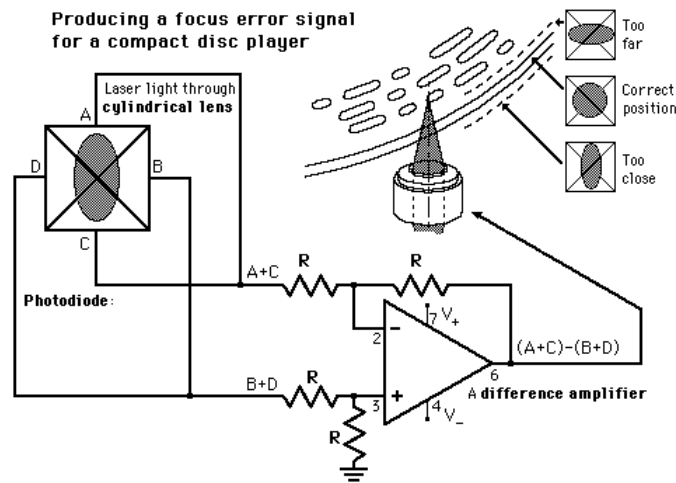 Producing a focus error signal
for a compact disc player
Too
far
Correct
position
Too
close
Laser light through
cylindrical lens
A
D
B
C
Photodiode:
A+C
R
R
B+D
R
R
2
3
7
V+
6
4
V-
(A+C)-(B+D)
A difference amplifier
-
+